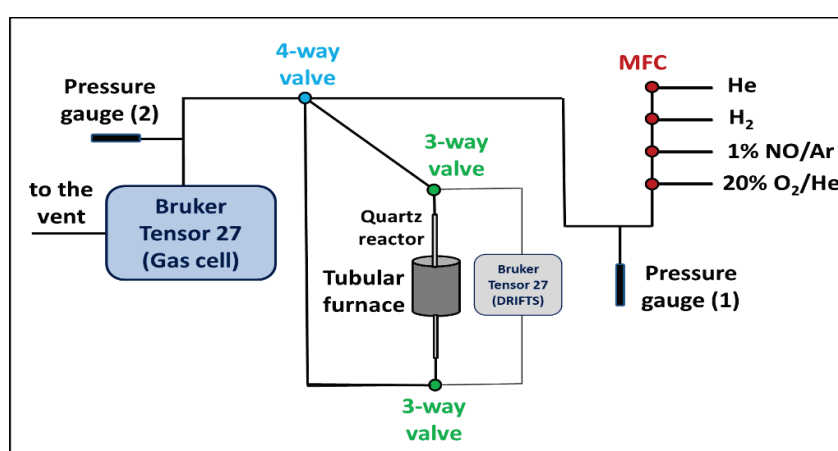 4-way
valve
Pressure
gauge (2)
MFC
He
H₂
1% NO/Ar
20% O₂/He
3-way
valve
to the
vent
Bruker
Tensor 27
(Gas cell)
Quartz
reactor
Tubular
furnace
Bruker
Tensor 27
(DRIFTS)
Pressure
gauge (1)
3-way
valve